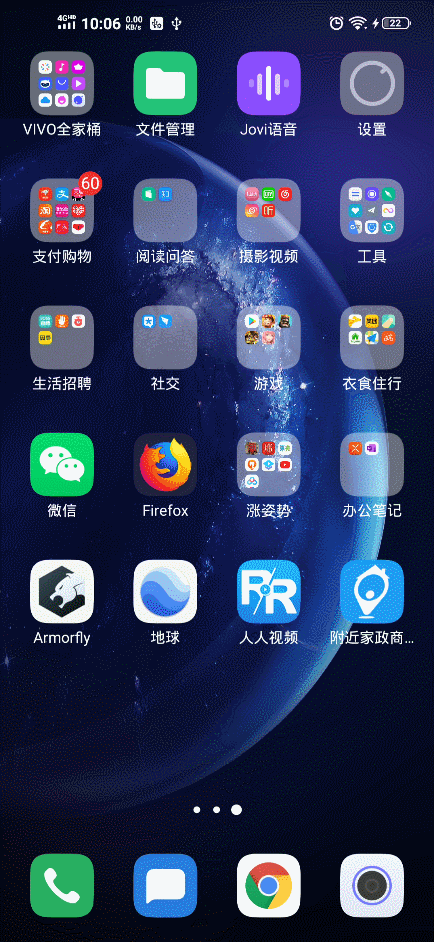 4G HD 10:06 0.00 KB/s 22
VIVO全家桶 文件管理 Jovi语音 设置
60
支付购物 阅读问答 摄影视频 工具
生活招聘 社交 游戏 衣食住行
微信 Firefox 涨姿势 办公笔记
RR
Armorfly 地球 人人视频 附近家政商...